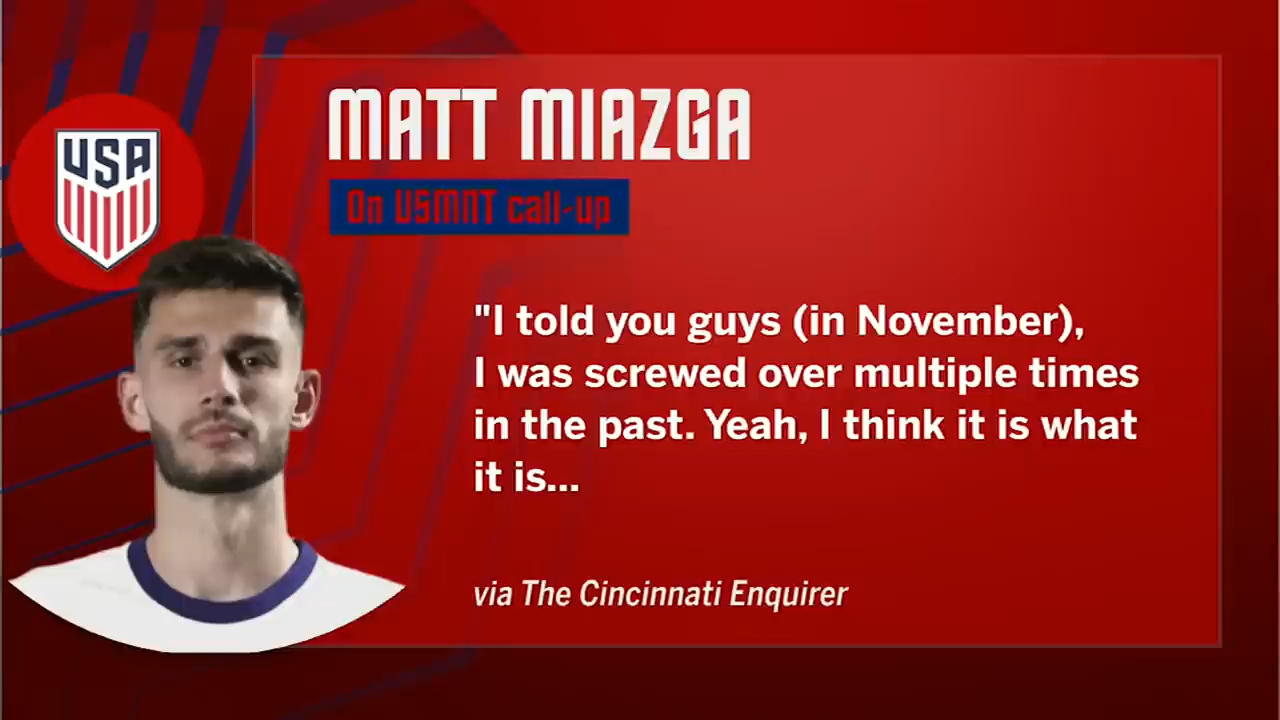 USA
MATT MIAZGA
On USMNT call-up
"I told you guys (in November),
I was screwed over multiple times
in the past. Yeah, I think it is what
it is...
via The Cincinnati Enquirer